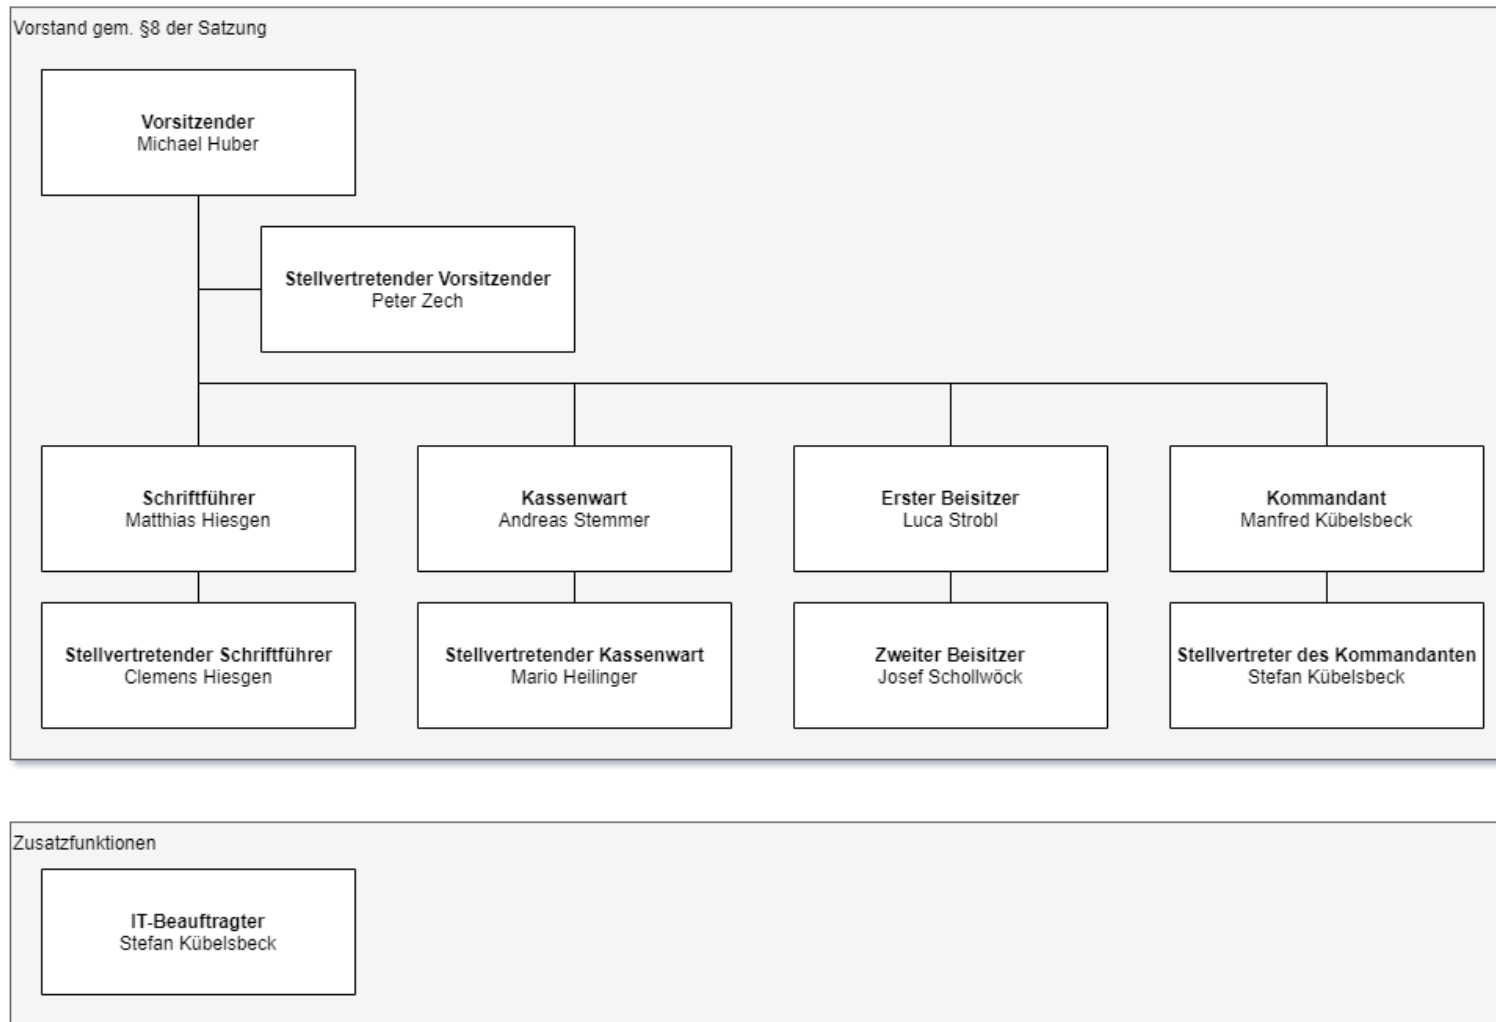 Vorstand gem. §8 der Satzung
Vorsitzender
Michael Huber
Stellvertretender Vorsitzender
Peter Zech
Schriftführer
Matthias Hiesgen
Kassenwart
Andreas Stemmer
Erster Beisitzer
Luca Strobl
Kommandant
Manfred Kübelsbeck
Stellvertretender Schriftführer
Clemens Hiesgen
Stellvertretender Kassenwart
Mario Heilinger
Zweiter Beisitzer
Josef Schollwöck
Stellvertreter des Kommandanten
Stefan Kübelsbeck
Zusatzfunktionen
IT-Beauftragter
Stefan Kübelsbeck